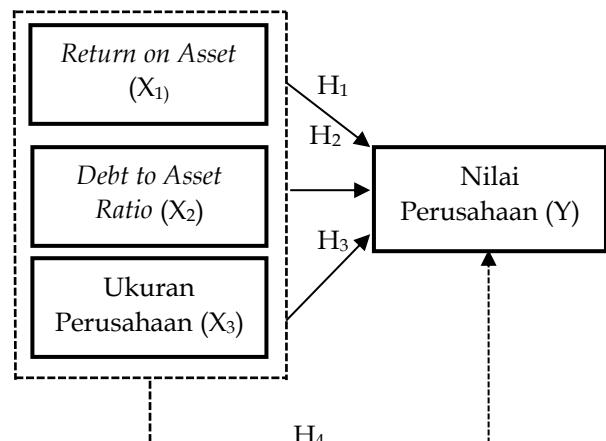 Return on Asset
(X₁)
H₁
H₂
Debt to Asset
Ratio (X₂)
Nilai
Perusahaan (Y)
H₃
Ukuran
Perusahaan (X₃)
H₄